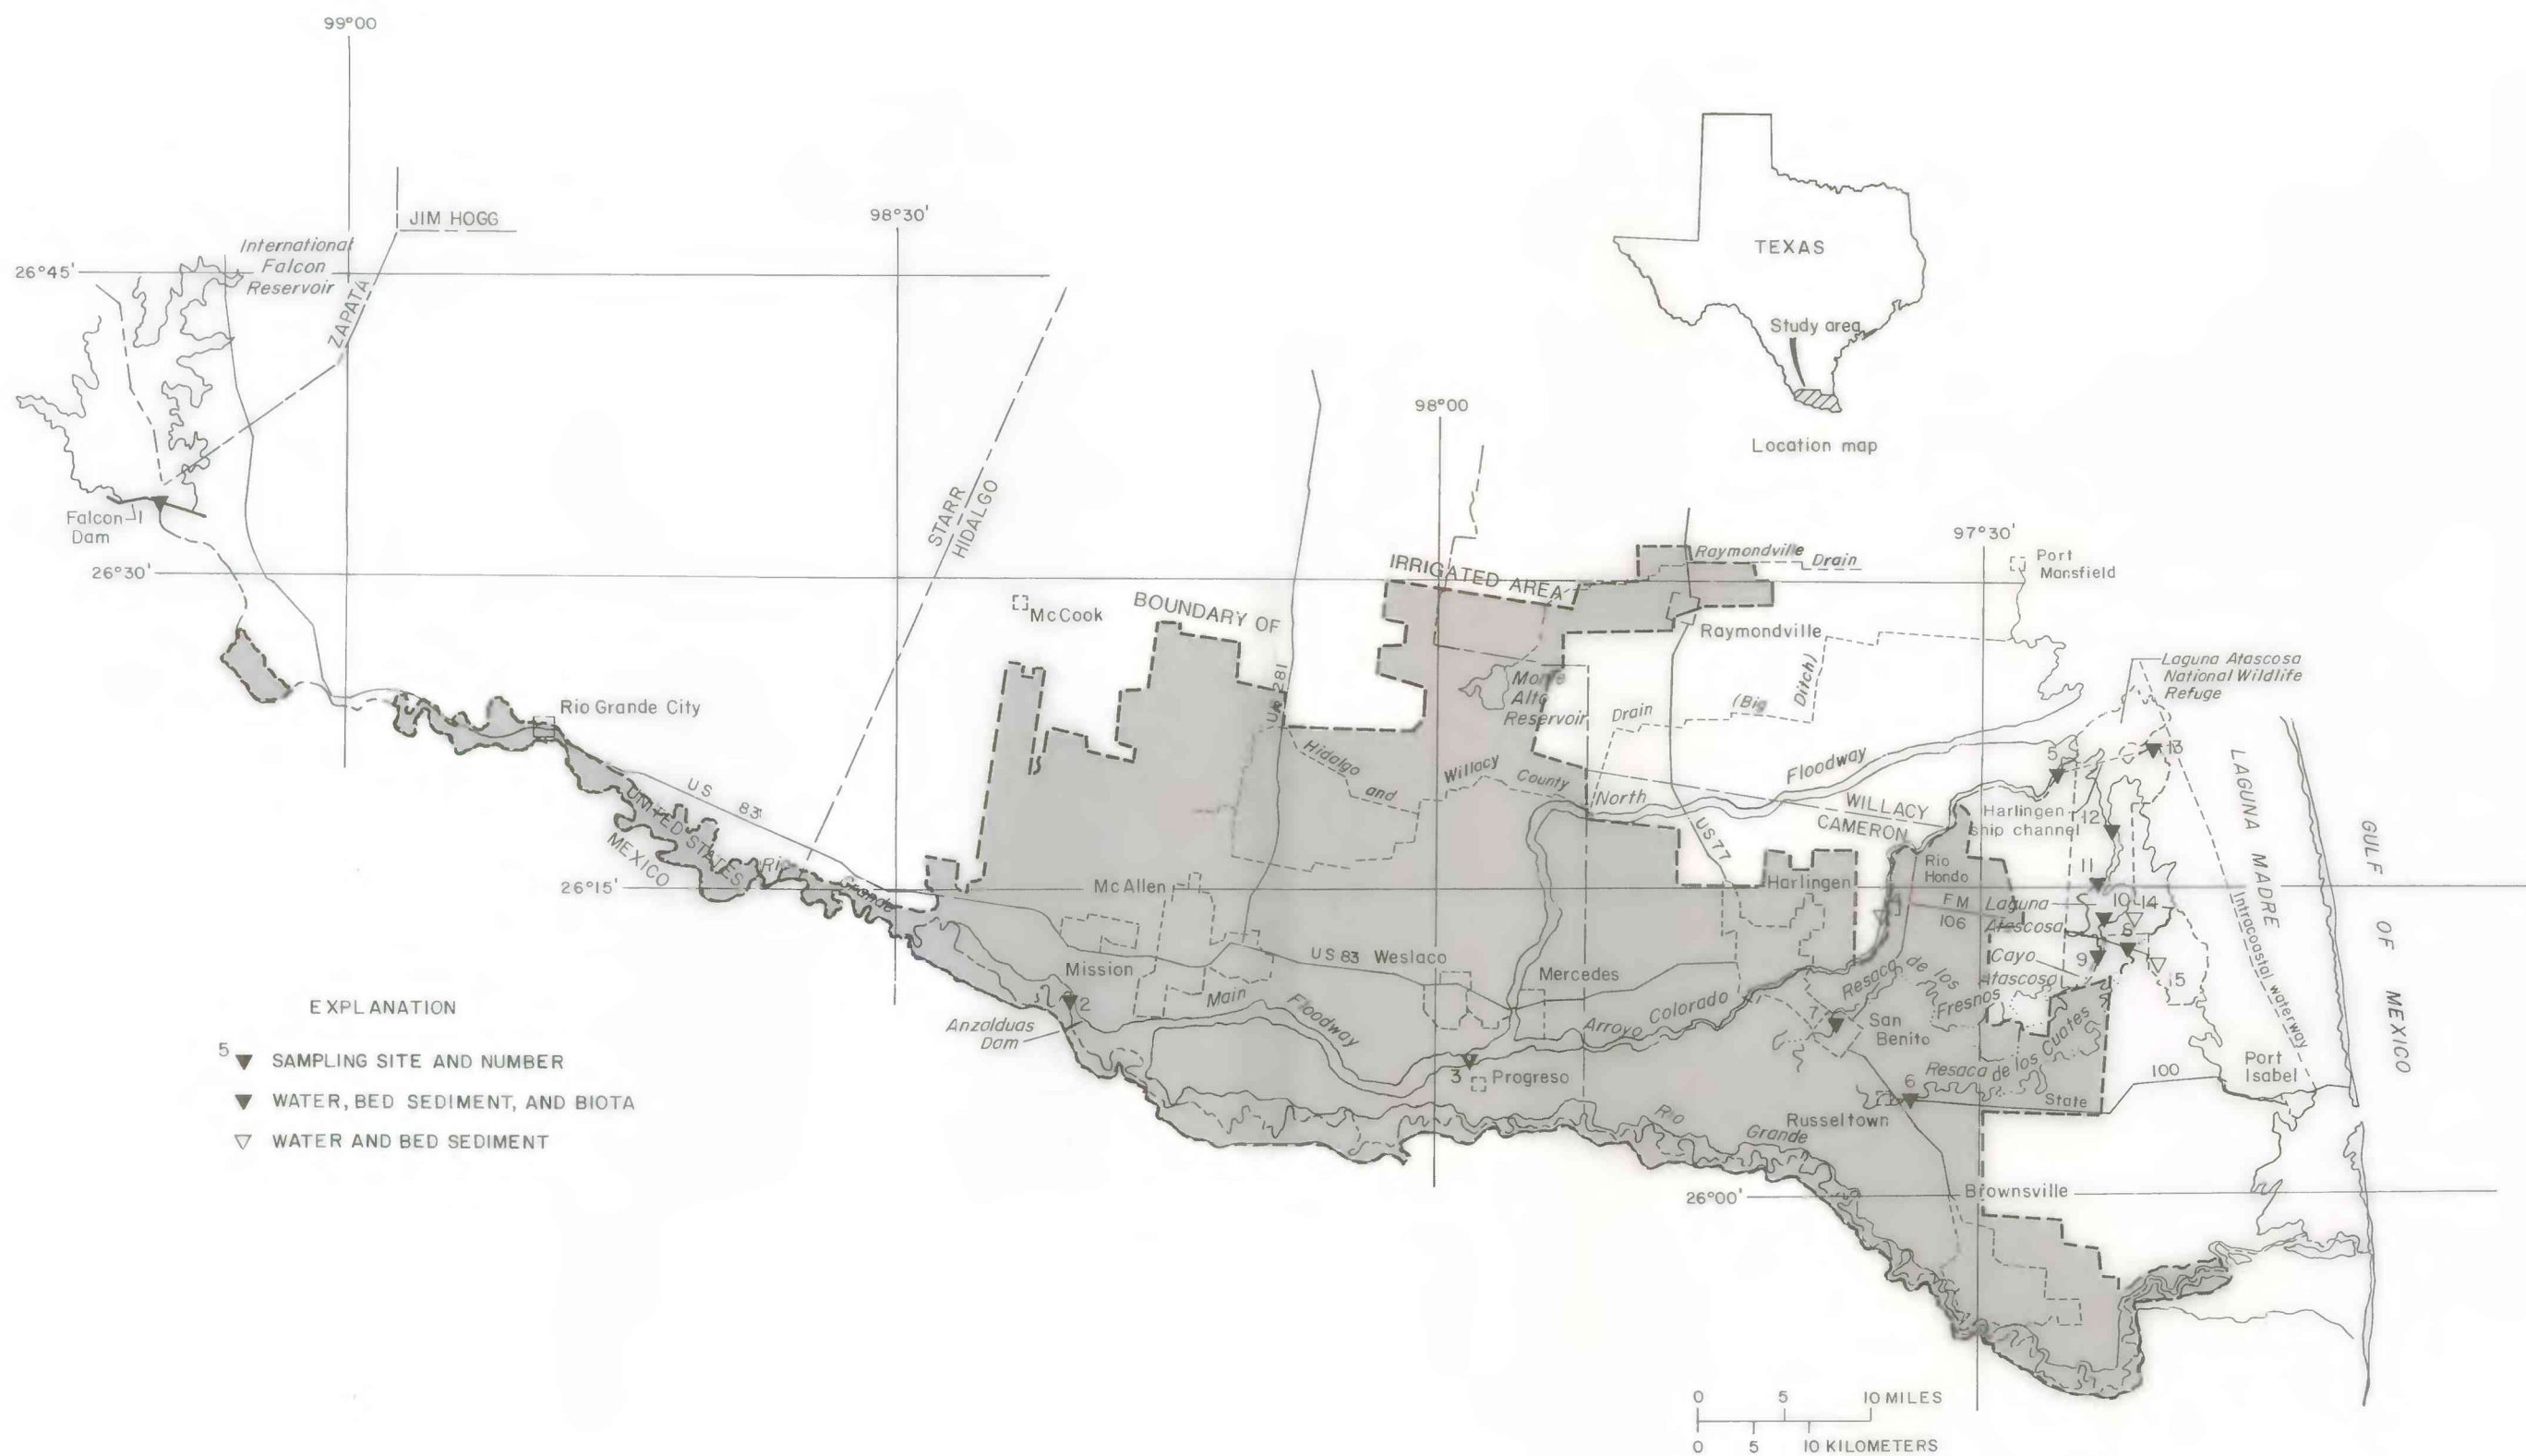 99°00'
JIM HOGG
98°30'
International
Falcon
Reservoir
26°45'
ZAPATA
TEXAS
Study area
Location map
98°00'
STARR
HIDALGO
Falcon
Dam
1
97°30'
26°30'
IRRIGATED AREA
BOUNDARY OF
Raymondville Drain
Port
Mansfield
McCook
Raymondville
Laguna Atascosa
National Wildlife
Refuge
Monte
Alto
Reservoir
Drain (Big Ditch)
US 281
Rio Grande City
US 83
Hidalgo and Willacy County
North Floodway
5
13
WILLACY
CAMERON
Harlingen
ship channel
12
LAGUNA MADRE
GULF OF MEXICO
UNITED STATES
MEXICO
Rio Grande
US 77
26°15'
McAllen
Harlingen
Rio
Hondo
11
4
FM
106
Laguna
Atascosa
10
14
8
Intracoastal waterway
Mission
US 83
Weslaco
Mercedes
Cayo
Atascosa
9
15
Resaca de los Fresnos
2
Main Floodway
Anzalduas
Dam
Arroyo Colorado
7
San
Benito
Resaca de los Cuates
3
Progreso
6
Russeltown
State
100
Port
Isabel
Rio Grande
26°00'
Brownsville
EXPLANATION
5
SAMPLING SITE AND NUMBER
WATER, BED SEDIMENT, AND BIOTA
WATER AND BED SEDIMENT
0 5 10 MILES
0 5 10 KILOMETERS